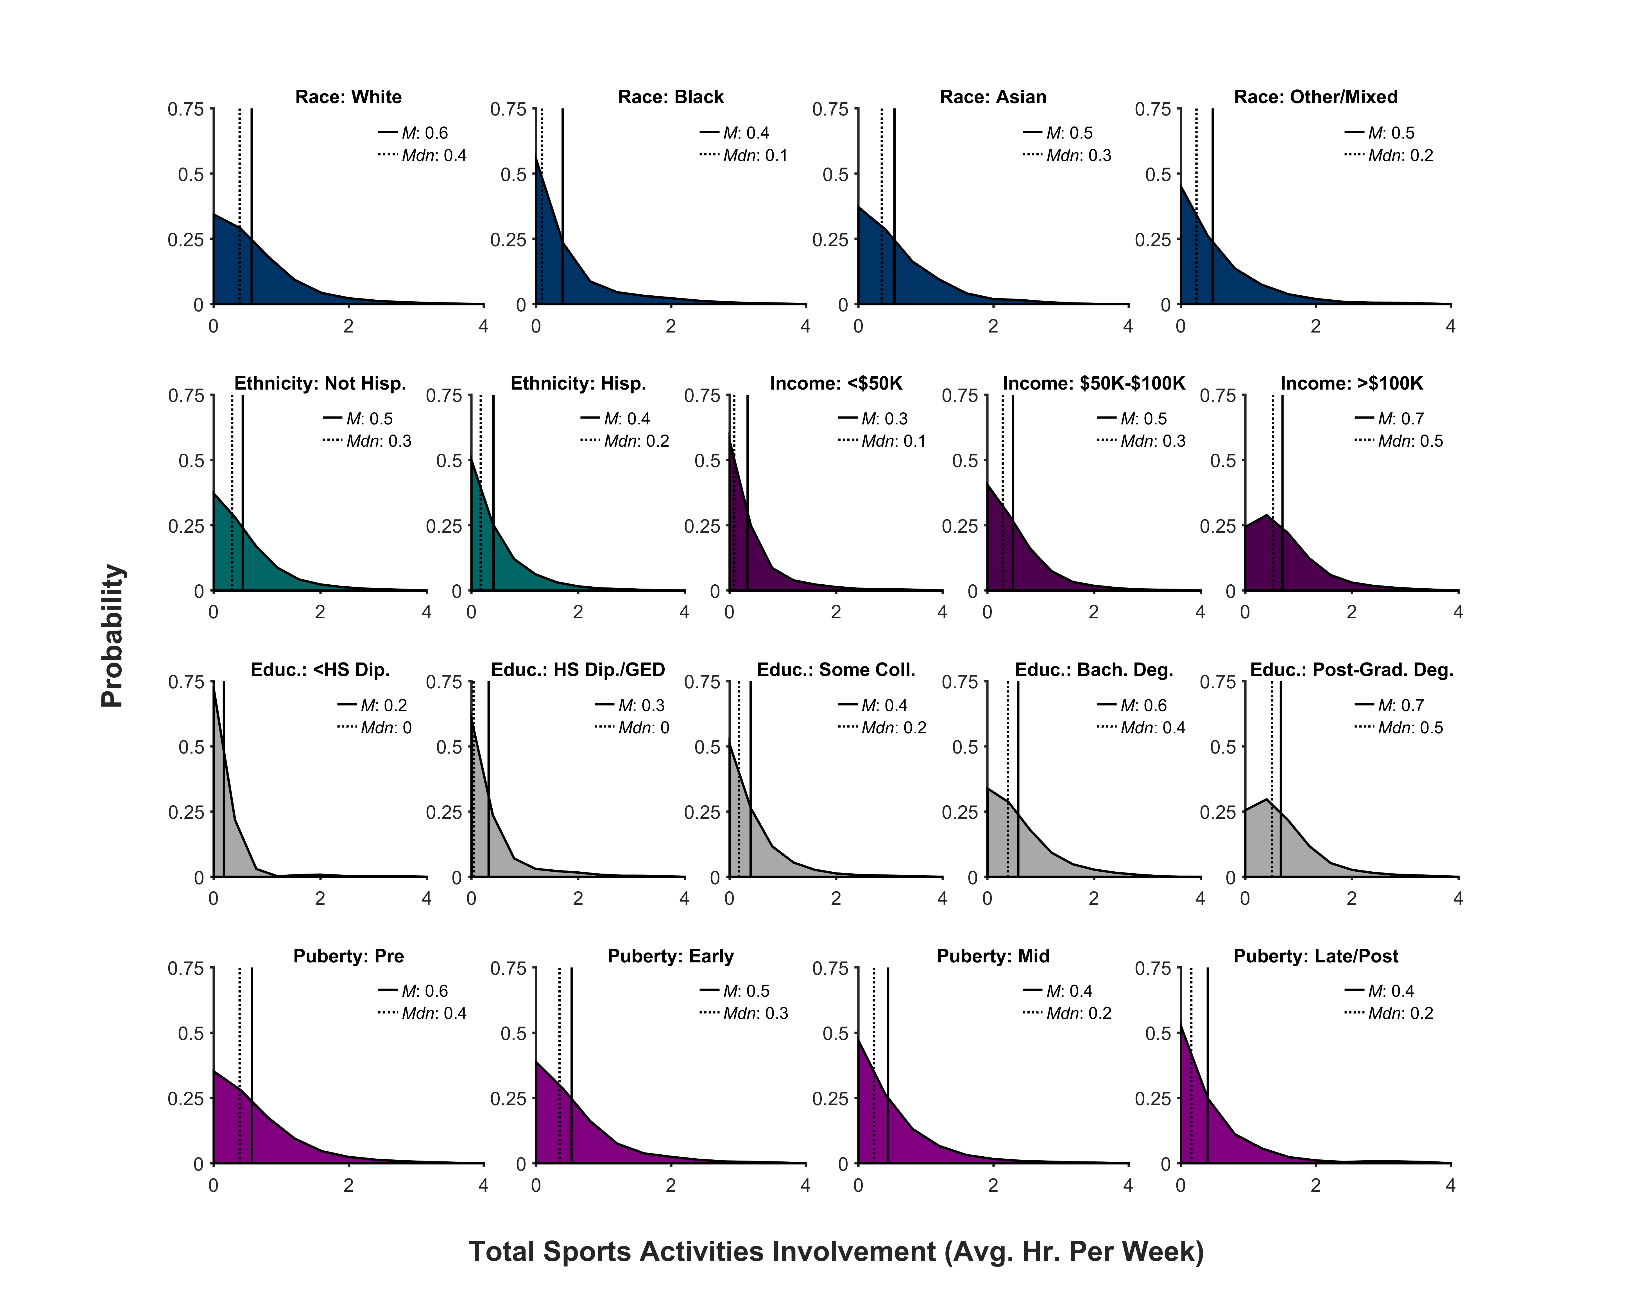 Race: White
Race: Black
Race: Asian
Race: Other/Mixed
0.75
0.5
0.25
0
0 2 4
M: 0.6
Mdn: 0.4
0.75
0.5
0.25
0
0 2 4
M: 0.4
Mdn: 0.1
0.75
0.5
0.25
0
0 2 4
M: 0.5
Mdn: 0.3
0.75
0.5
0.25
0
0 2 4
M: 0.5
Mdn: 0.2
Ethnicity: Not Hisp.
Ethnicity: Hisp.
Income: <$50K
Income: $50K-$100K
Income: >$100K
0.75
0.5
0.25
0
0 2 4
M: 0.5
Mdn: 0.3
0.75
0.5
0.25
0
0 2 4
M: 0.4
Mdn: 0.2
0.75
0.5
0.25
0
0 2 4
M: 0.3
Mdn: 0.1
0.75
0.5
0.25
0
0 2 4
M: 0.5
Mdn: 0.3
0.75
0.5
0.25
0
0 2 4
M: 0.7
Mdn: 0.5
Probability
Educ.: <HS Dip.
Educ.: HS Dip./GED
Educ.: Some Coll.
Educ.: Bach. Deg.
Educ.: Post-Grad. Deg.
0.75
0.5
0.25
0
0 2 4
M: 0.2
Mdn: 0
0.75
0.5
0.25
0
0 2 4
M: 0.3
Mdn: 0
0.75
0.5
0.25
0
0 2 4
M: 0.4
Mdn: 0.2
0.75
0.5
0.25
0
0 2 4
M: 0.6
Mdn: 0.4
0.75
0.5
0.25
0
0 2 4
M: 0.7
Mdn: 0.5
Puberty: Pre
Puberty: Early
Puberty: Mid
Puberty: Late/Post
0.75
0.5
0.25
0
0 2 4
M: 0.6
Mdn: 0.4
0.75
0.5
0.25
0
0 2 4
M: 0.5
Mdn: 0.3
0.75
0.5
0.25
0
0 2 4
M: 0.4
Mdn: 0.2
0.75
0.5
0.25
0
0 2 4
M: 0.4
Mdn: 0.2
Total Sports Activities Involvement (Avg. Hr. Per Week)